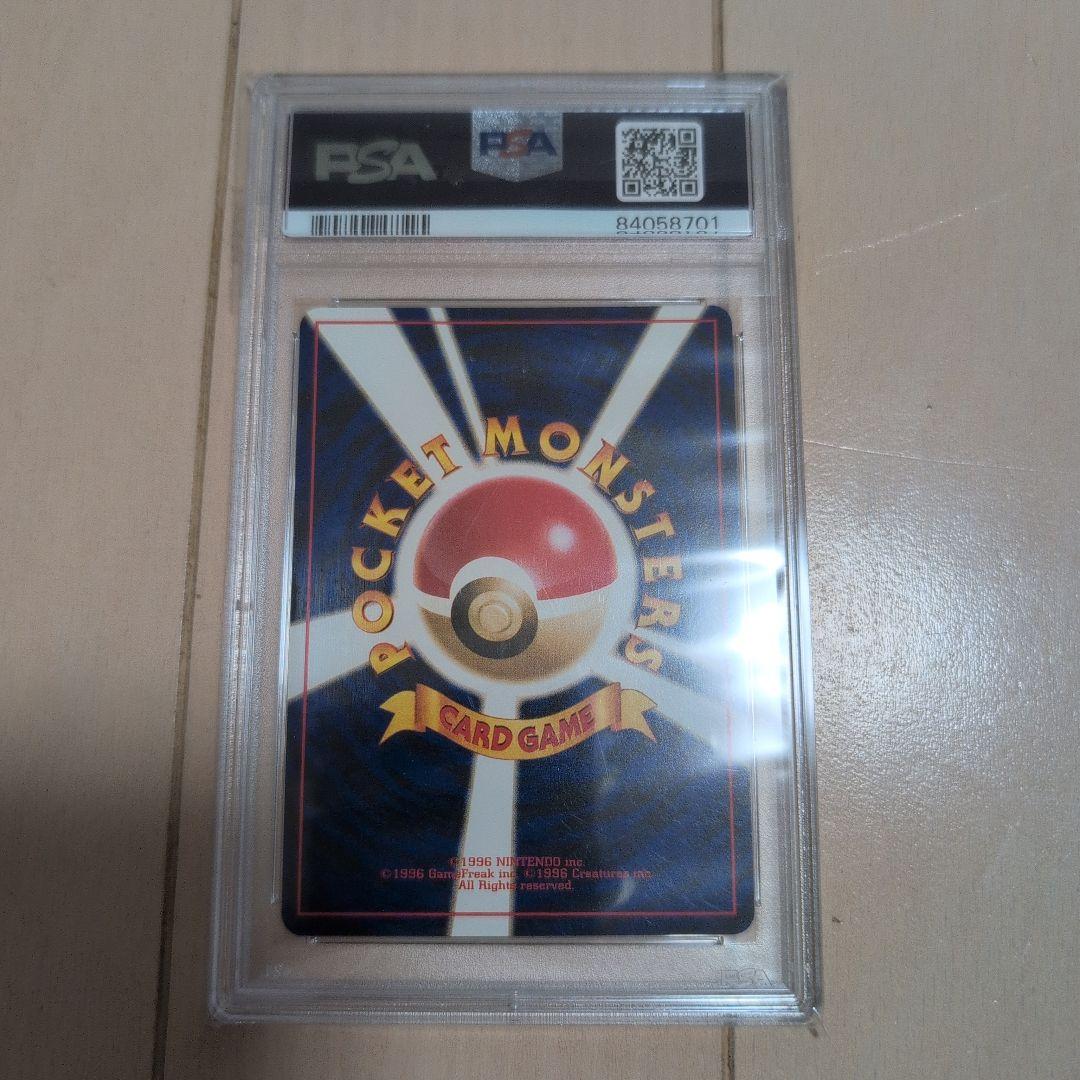 PSA
PSA
84058701
POCKET MONSTERS
CARD GAME
©1996 NINTENDO inc.
©1996 GameFreak inc. ©1996 Creatures inc.
All Rights reserved.
PSA